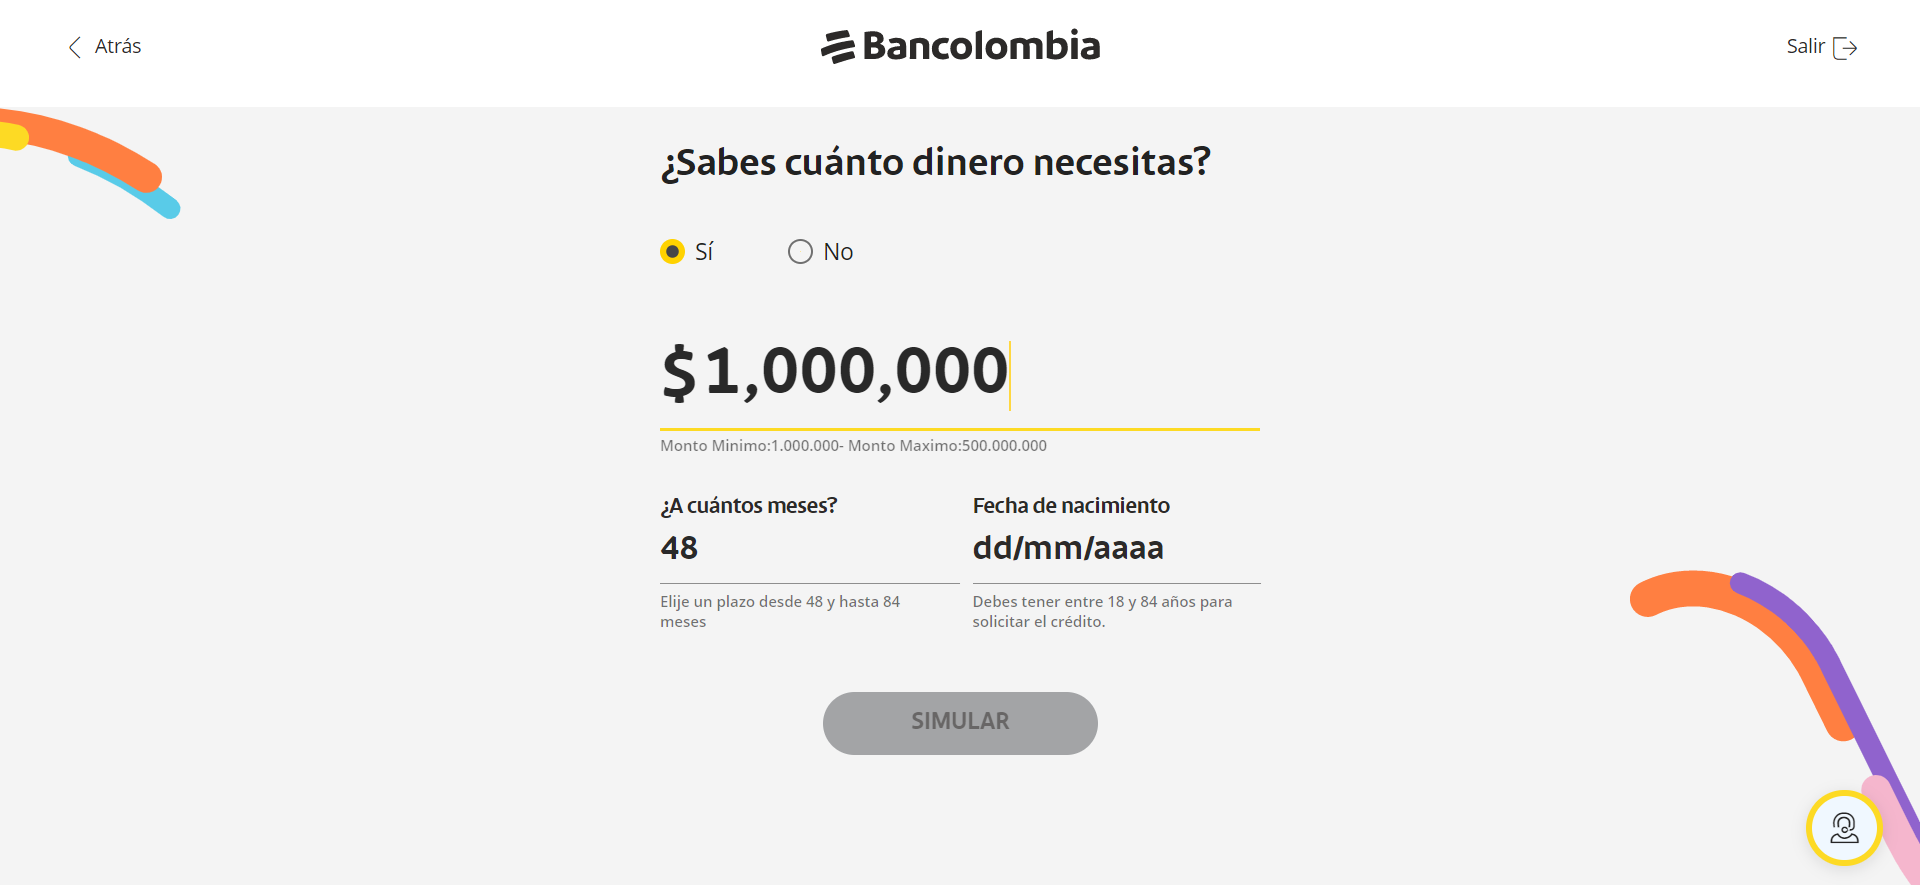 Atrás
Bancolombia
Salir
¿Sabes cuánto dinero necesitas?
Sí
No
$1,000,000
Monto Minimo:1.000.000- Monto Maximo:500.000.000
¿A cuántos meses?
48
Elije un plazo desde 48 y hasta 84
meses
Fecha de nacimiento
dd/mm/aaaa
Debes tener entre 18 y 84 años para
solicitar el crédito.
SIMULAR